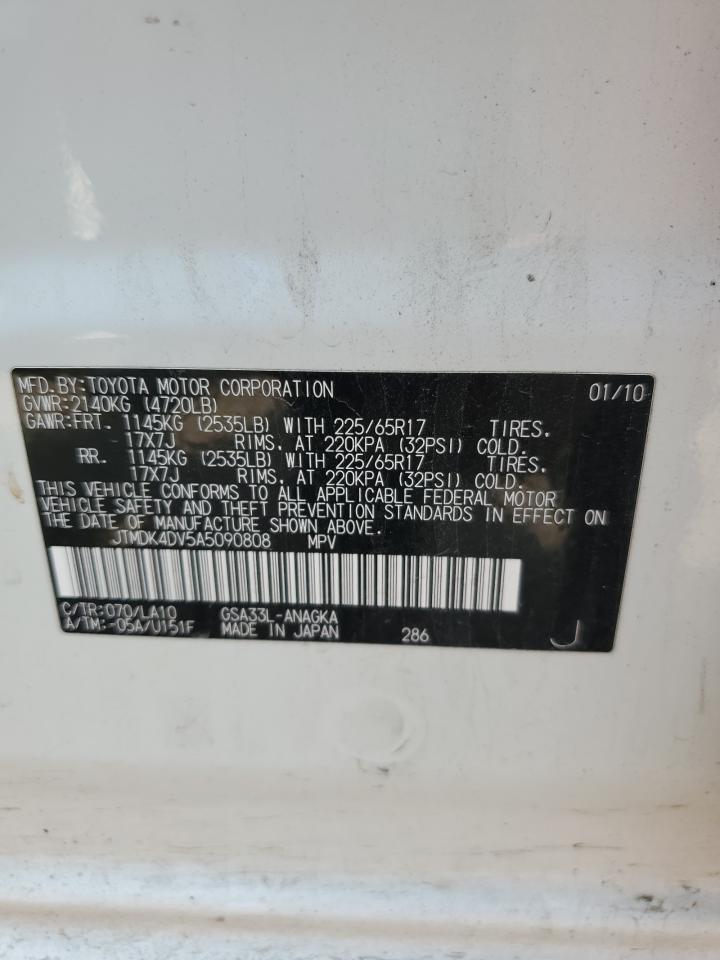 MFD.BY:TOYOTA MOTOR CORPORATION 01/10
GVWR:2140KG (4720LB)
GAWR:FRT. 1145KG (2535LB) WITH 225/65R17 TIRES.
17X7J RIMS. AT 220KPA (32PSI) COLD.
RR. 1145KG (2535LB) WITH 225/65R17 TIRES.
17X7J RIMS. AT 220KPA (32PSI) COLD.
THIS VEHICLE CONFORMS TO ALL APPLICABLE FEDERAL MOTOR
VEHICLE SAFETY AND THEFT PREVENTION STANDARDS IN EFFECT ON
THE DATE OF MANUFACTURE SHOWN ABOVE.
JTMDK4DV5A5090808 MPV
C/TR:070/LA10 GSA33L-ANAGKA
A/TM:-05A/U151F MADE IN JAPAN 286 J